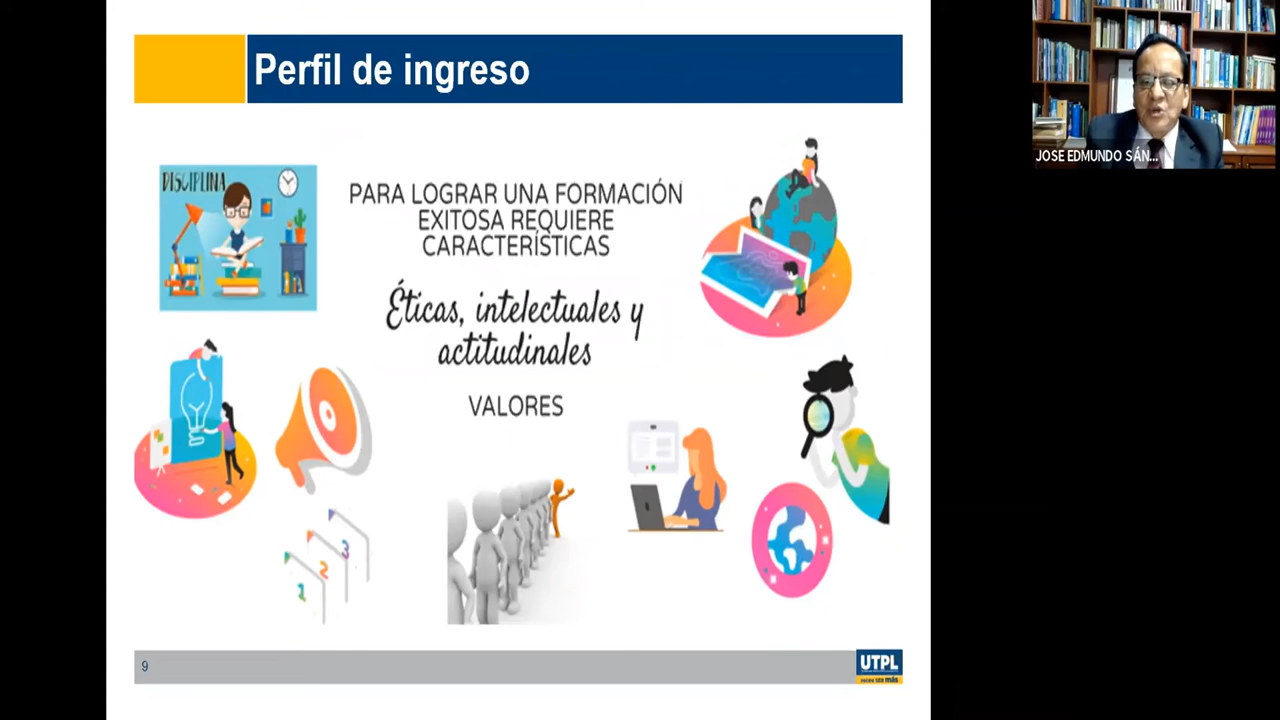 Perfil de ingreso
DISCIPLINA
PARA LOGRAR UNA FORMACIÓN
EXITOSA REQUIERE
CARACTERÍSTICAS
Éticas, intelectuales y
actitudinales
VALORES
1
2
3
9
UTPL
JOSE EDMUNDO SÁN...